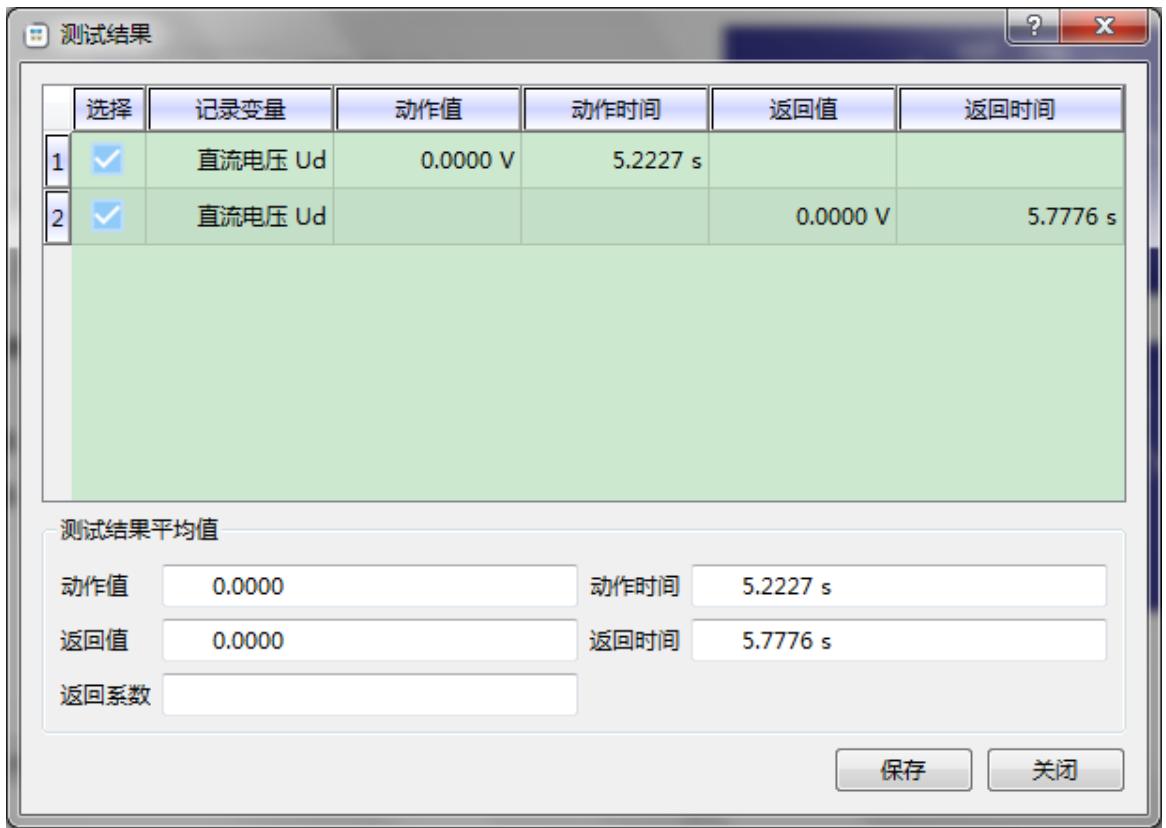 测试结果
选择 记录变量 动作值 动作时间 返回值 返回时间
1 直流电压 Ud 0.0000 V 5.2227 s
2 直流电压 Ud 0.0000 V 5.7776 s
测试结果平均值
动作值 0.0000 动作时间 5.2227 s
返回值 0.0000 返回时间 5.7776 s
返回系数
保存 关闭